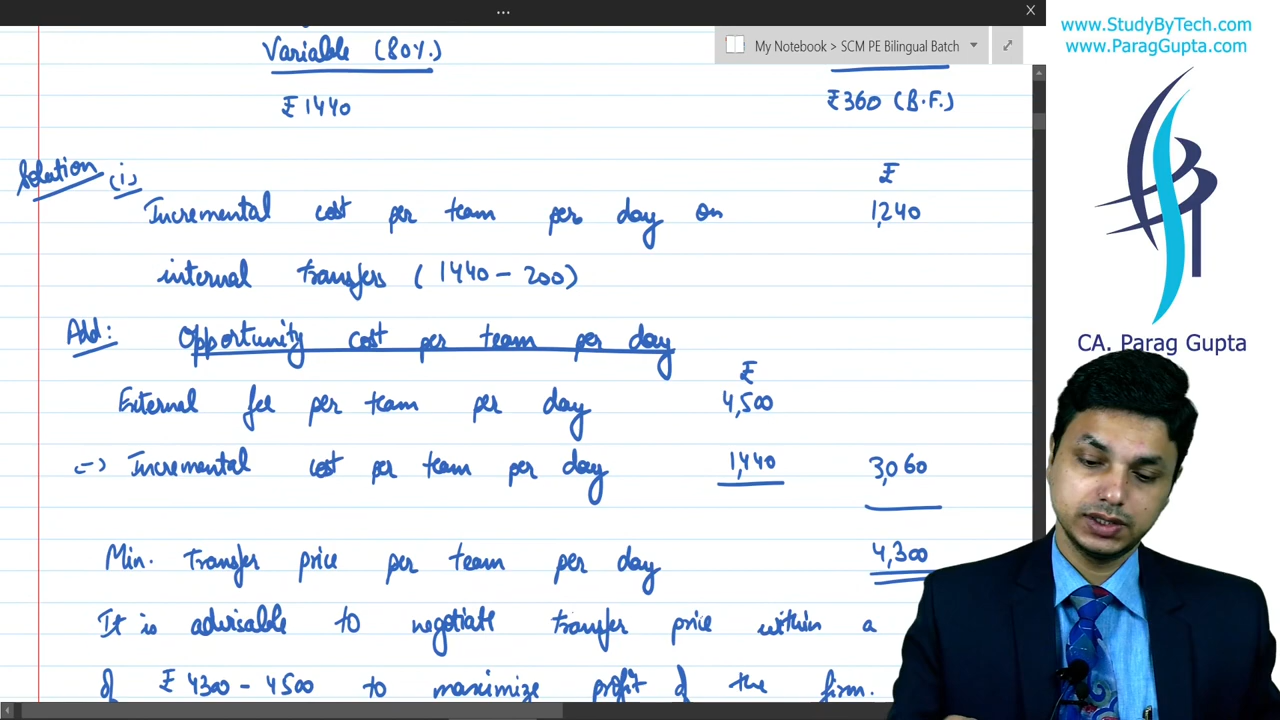 ...
www.StudyByTech.com
www.ParagGupta.com
My Notebook > SCM PE Bilingual Batch
Variable (80%)
₹1440
₹360 (B.F.)
Solution (i)
₹
Incremental cost per team per day on 1,240
internal transfers (1440 - 200)
Add: Opportunity cost per team per day
₹
External fee per team per day 4,500
(-) Incremental cost per team per day 1,440 3,060
Min. Transfer price per team per day 4,300
It is advisable to negotiate transfer price within a
of ₹ 4300 - 4500 to maximize profit of the firm.
CA. Parag Gupta